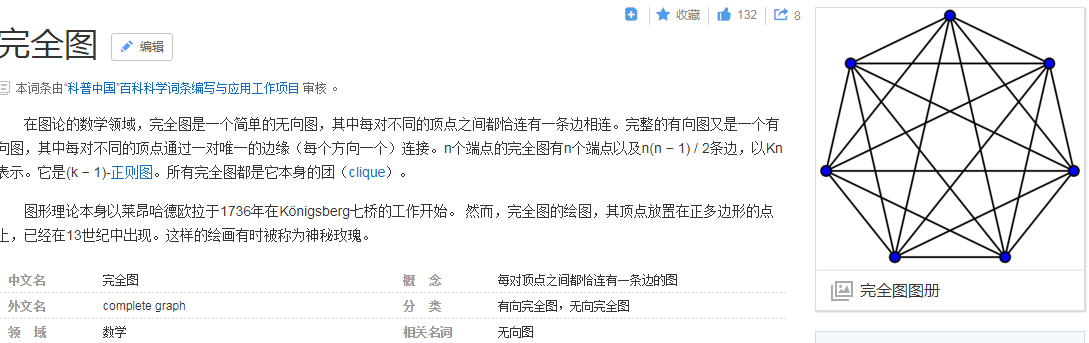 收藏 132 8
完全图 编辑
本词条由“科普中国”百科科学词条编写与应用工作项目 审核 。
在图论的数学领域，完全图是一个简单的无向图，其中每对不同的顶点之间都恰连有一条边相连。完整的有向图又是一个有
向图，其中每对不同的顶点通过一对唯一的边缘（每个方向一个）连接。n个端点的完全图有n个端点以及n(n − 1) / 2条边，以Kn
表示。它是(k − 1)-正则图。所有完全图都是它本身的团（clique）。
图形理论本身以莱昂哈德欧拉于1736年在Königsberg七桥的工作开始。 然而，完全图的绘图，其顶点放置在正多边形的点
上，已经在13世纪中出现。这样的绘画有时被称为神秘玫瑰。
中文名 完全图 概 念 每对顶点之间都恰连有一条边的图
外文名 complete graph 分 类 有向完全图，无向完全图
领 域 数学 相关名词 无向图
完全图图册